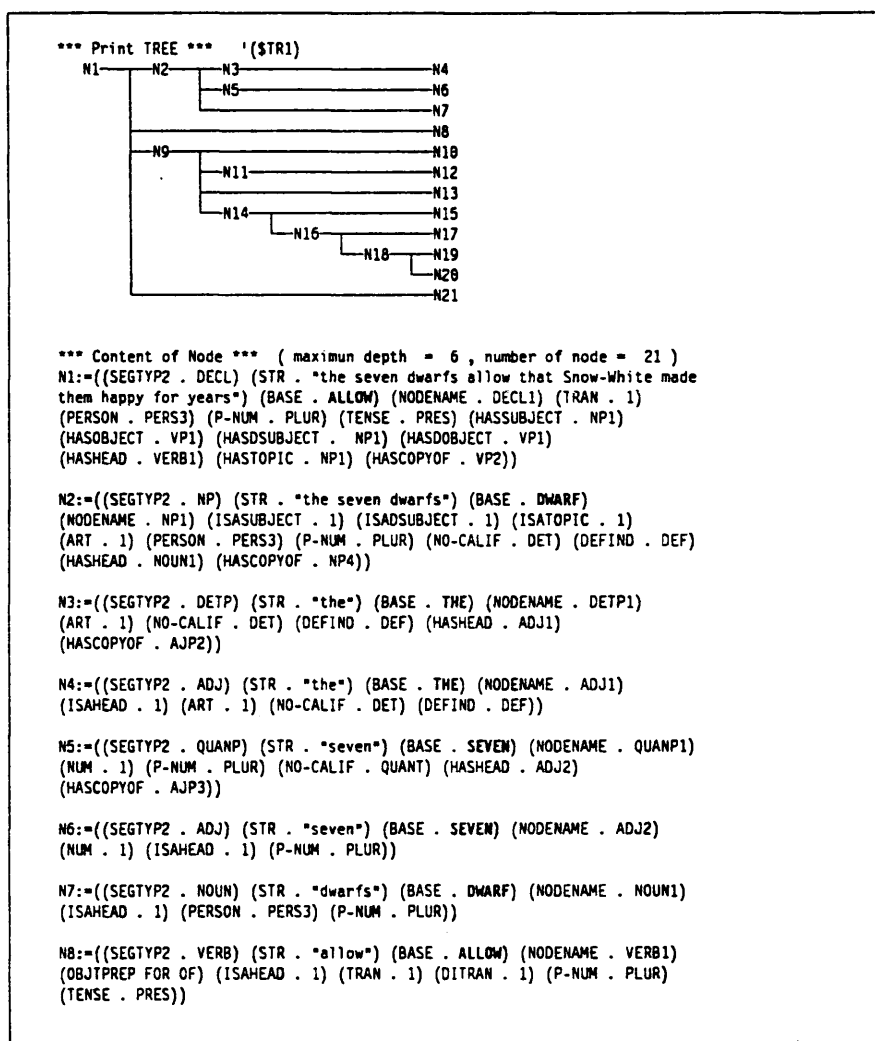 *** Print TREE *** '($TR1)
N1 N2 N3 N4
N5 N6
N7
N8
N9 N10
N11 N12
N13
N14 N15
N16 N17
N18 N19
N20
N21
*** Content of Node *** ( maximun depth = 6 , number of node = 21 )
N1:=((SEGTYP2 . DECL) (STR . "the seven dwarfs allow that Snow-White made
them happy for years") (BASE . ALLOW) (NODENAME . DECL1) (TRAN . 1)
(PERSON . PERS3) (P-NUM . PLUR) (TENSE . PRES) (HASSUBJECT . NP1)
(HASOBJECT . VP1) (HASDSUBJECT . NP1) (HASDOBJECT . VP1)
(HASHEAD . VERB1) (HASTOPIC . NP1) (HASCOPYOF . VP2))
N2:=((SEGTYP2 . NP) (STR . "the seven dwarfs") (BASE . DWARF)
(NODENAME . NP1) (ISASUBJECT . 1) (ISADSUBJECT . 1) (ISATOPIC . 1)
(ART . 1) (PERSON . PERS3) (P-NUM . PLUR) (NO-CALIF . DET) (DEFIND . DEF)
(HASHEAD . NOUN1) (HASCOPYOF . NP4))
N3:=((SEGTYP2 . DETP) (STR . "the") (BASE . THE) (NODENAME . DETP1)
(ART . 1) (NO-CALIF . DET) (DEFIND . DEF) (HASHEAD . ADJ1)
(HASCOPYOF . AJP2))
N4:=((SEGTYP2 . ADJ) (STR . "the") (BASE . THE) (NODENAME . ADJ1)
(ISAHEAD . 1) (ART . 1) (NO-CALIF . DET) (DEFIND . DEF))
N5:=((SEGTYP2 . QUANP) (STR . "seven") (BASE . SEVEN) (NODENAME . QUANP1)
(NUM . 1) (P-NUM . PLUR) (NO-CALIF . QUANT) (HASHEAD . ADJ2)
(HASCOPYOF . AJP3))
N6:=((SEGTYP2 . ADJ) (STR . "seven") (BASE . SEVEN) (NODENAME . ADJ2)
(NUM . 1) (ISAHEAD . 1) (P-NUM . PLUR))
N7:=((SEGTYP2 . NOUN) (STR . "dwarfs") (BASE . DWARF) (NODENAME . NOUN1)
(ISAHEAD . 1) (PERSON . PERS3) (P-NUM . PLUR))
N8:=((SEGTYP2 . VERB) (STR . "allow") (BASE . ALLOW) (NODENAME . VERB1)
(OBJTPREP FOR OF) (ISAHEAD . 1) (TRAN . 1) (DITRAN . 1) (P-NUM . PLUR)
(TENSE . PRES))